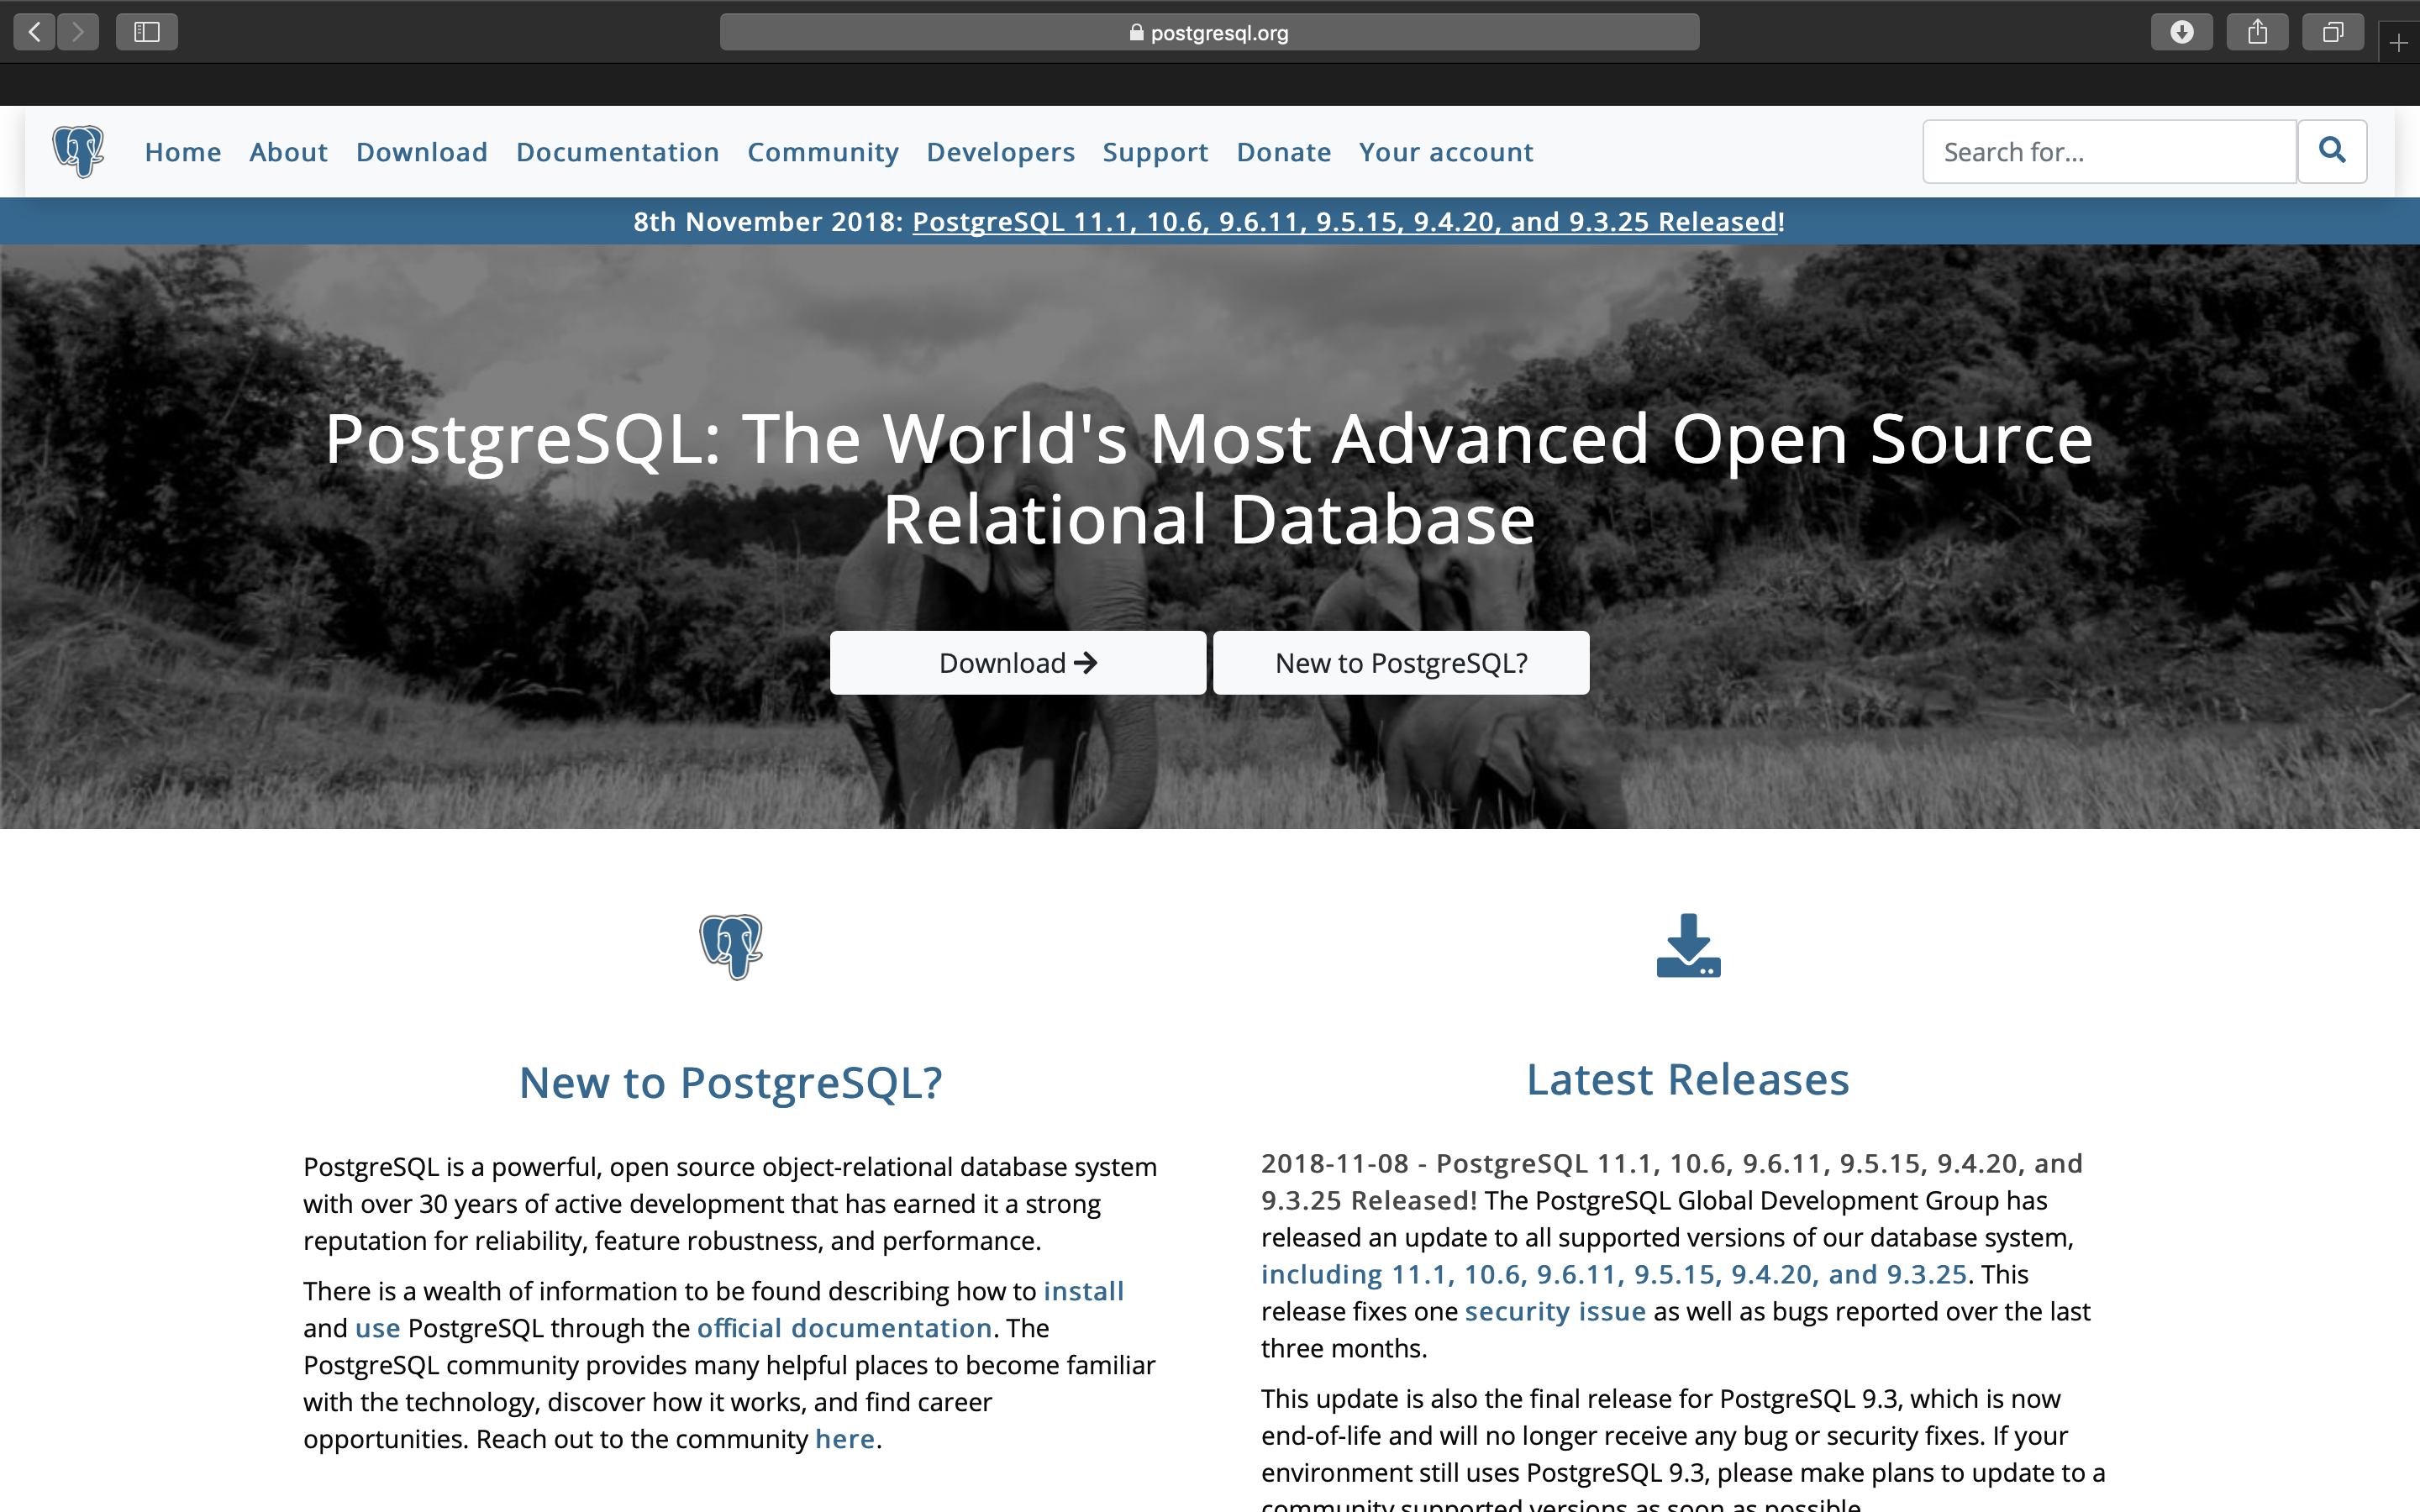 postgresql.org
Home About Download Documentation Community Developers Support Donate Your account
Search for...
8th November 2018: PostgreSQL 11.1, 10.6, 9.6.11, 9.5.15, 9.4.20, and 9.3.25 Released!
PostgreSQL: The World's Most Advanced Open Source
Relational Database
Download
New to PostgreSQL?
New to PostgreSQL?
PostgreSQL is a powerful, open source object-relational database system
with over 30 years of active development that has earned it a strong
reputation for reliability, feature robustness, and performance.
There is a wealth of information to be found describing how to install
and use PostgreSQL through the official documentation. The
PostgreSQL community provides many helpful places to become familiar
with the technology, discover how it works, and find career
opportunities. Reach out to the community here.
Latest Releases
2018-11-08 - PostgreSQL 11.1, 10.6, 9.6.11, 9.5.15, 9.4.20, and
9.3.25 Released! The PostgreSQL Global Development Group has
released an update to all supported versions of our database system,
including 11.1, 10.6, 9.6.11, 9.5.15, 9.4.20, and 9.3.25. This
release fixes one security issue as well as bugs reported over the last
three months.
This update is also the final release for PostgreSQL 9.3, which is now
end-of-life and will no longer receive any bug or security fixes. If your
environment still uses PostgreSQL 9.3, please make plans to update to a
community supported versions as soon as possible